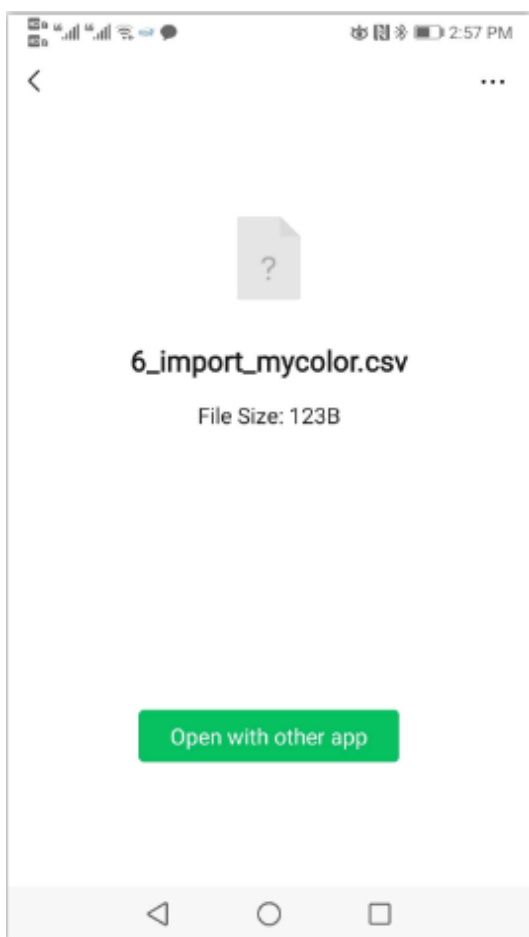 2:57 PM
?
6_import_mycolor.csv
File Size: 123B
Open with other app